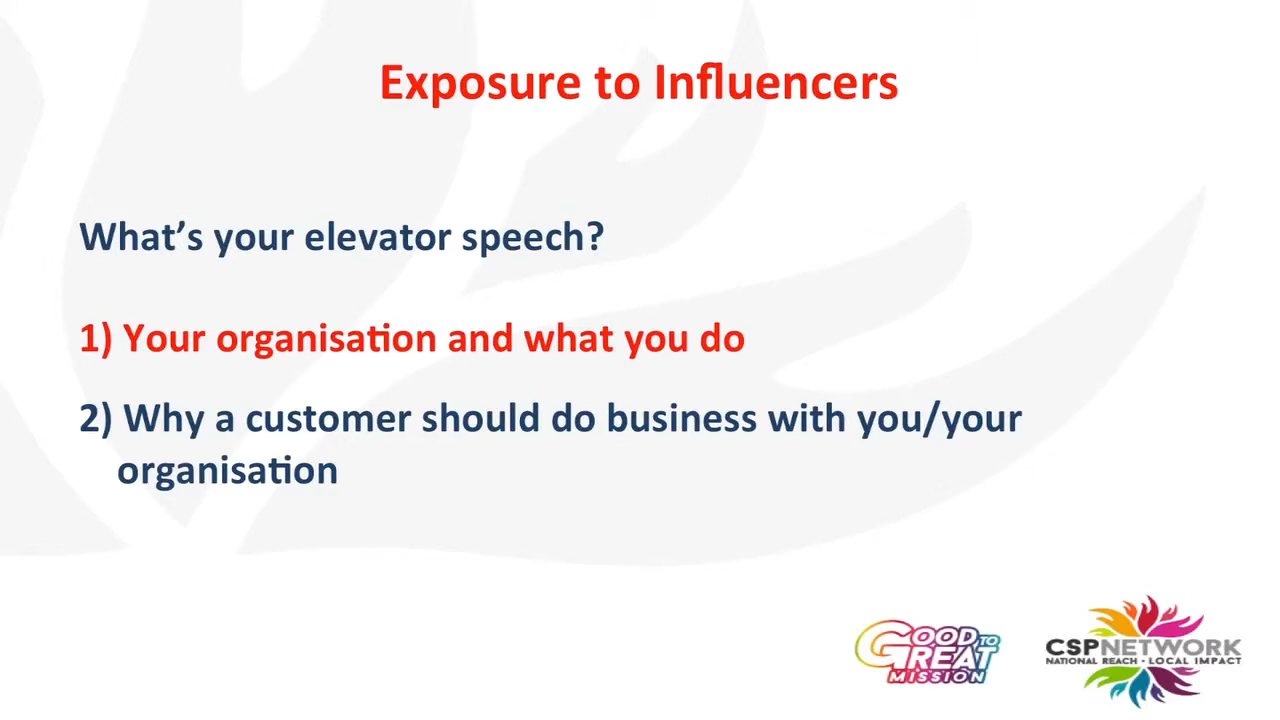 Exposure to Influencers
What's your elevator speech?
1) Your organisation and what you do
2) Why a customer should do business with you/your
organisation
GOOD TO
GREAT
MISSION
CSPNETWORK
NATIONAL REACH • LOCAL IMPACT